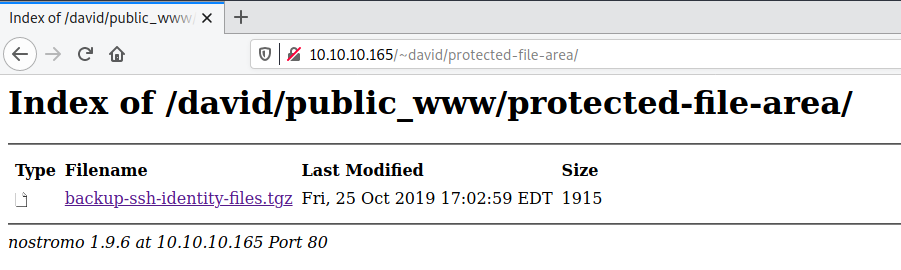 Index of /david/public_www/
10.10.10.165/~david/protected-file-area/
Index of /david/public_www/protected-file-area/
Type Filename Last Modified Size
backup-ssh-identity-files.tgz Fri, 25 Oct 2019 17:02:59 EDT 1915
nostromo 1.9.6 at 10.10.10.165 Port 80